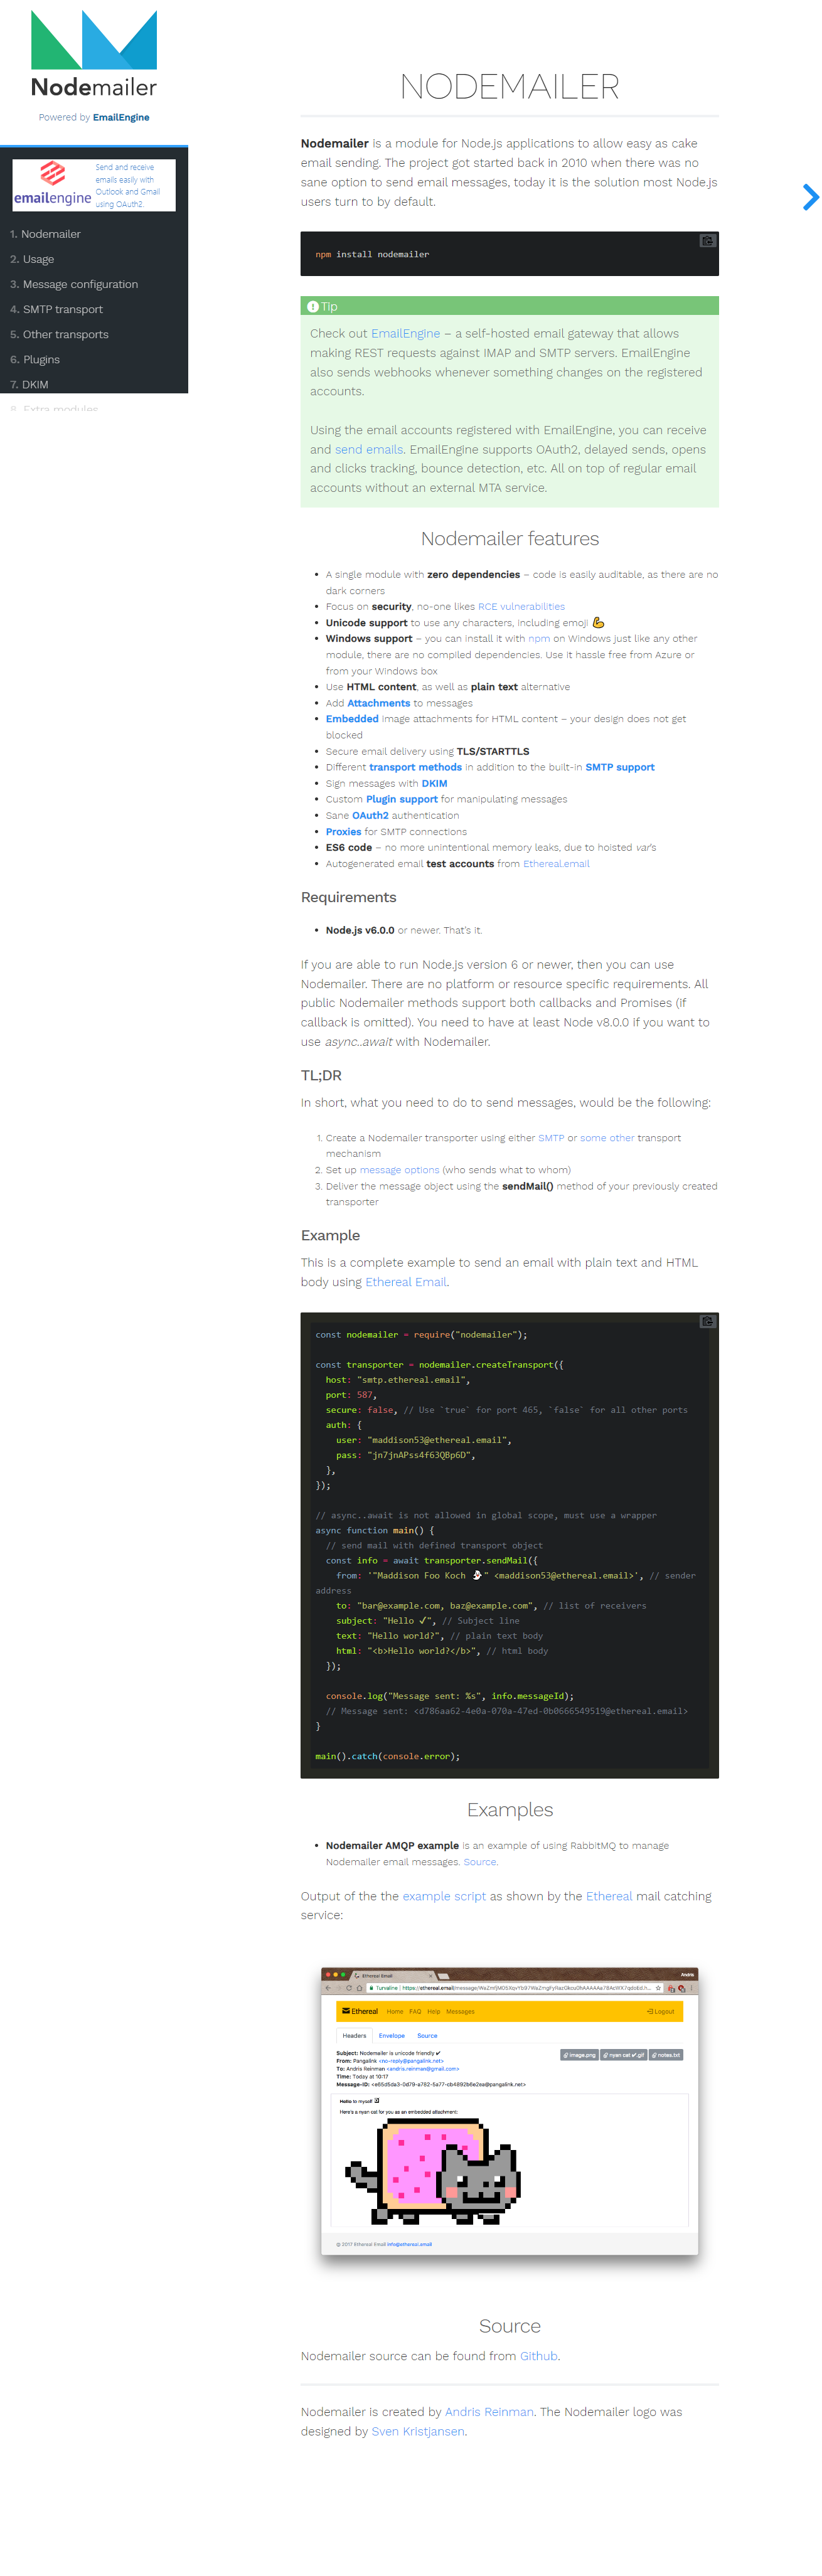 Nodemailer
Powered by EmailEngine
emailengine
Send and receive
emails easily with
Outlook and Gmail
using OAuth2.
1. Nodemailer
2. Usage
3. Message configuration
4. SMTP transport
5. Other transports
6. Plugins
7. DKIM
8. Extra modules
NODEMAILER
Nodemailer is a module for Node.js applications to allow easy as cake
email sending. The project got started back in 2010 when there was no
sane option to send email messages, today it is the solution most Node.js
users turn to by default.
npm install nodemailer
Tip
Check out EmailEngine – a self-hosted email gateway that allows
making REST requests against IMAP and SMTP servers. EmailEngine
also sends webhooks whenever something changes on the registered
accounts.
Using the email accounts registered with EmailEngine, you can receive
and send emails. EmailEngine supports OAuth2, delayed sends, opens
and clicks tracking, bounce detection, etc. All on top of regular email
accounts without an external MTA service.
Nodemailer features
• A single module with zero dependencies – code is easily auditable, as there are no
dark corners
• Focus on security, no-one likes RCE vulnerabilities
• Unicode support to use any characters, including emoji 💪
• Windows support – you can install it with npm on Windows just like any other
module, there are no compiled dependencies. Use it hassle free from Azure or
from your Windows box
• Use HTML content, as well as plain text alternative
• Add Attachments to messages
• Embedded image attachments for HTML content – your design does not get
blocked
• Secure email delivery using TLS/STARTTLS
• Different transport methods in addition to the built-in SMTP support
• Sign messages with DKIM
• Custom Plugin support for manipulating messages
• Sane OAuth2 authentication
• Proxies for SMTP connections
• ES6 code – no more unintentional memory leaks, due to hoisted var's
• Autogenerated email test accounts from Ethereal.email
Requirements
• Node.js v6.0.0 or newer. That's it.
If you are able to run Node.js version 6 or newer, then you can use
Nodemailer. There are no platform or resource specific requirements. All
public Nodemailer methods support both callbacks and Promises (if
callback is omitted). You need to have at least Node v8.0.0 if you want to
use async..await with Nodemailer.
TL;DR
In short, what you need to do to send messages, would be the following:
1. Create a Nodemailer transporter using either SMTP or some other transport
mechanism
2. Set up message options (who sends what to whom)
3. Deliver the message object using the sendMail() method of your previously created
transporter
Example
This is a complete example to send an email with plain text and HTML
body using Ethereal Email.
const nodemailer = require("nodemailer");
const transporter = nodemailer.createTransport({
host: "smtp.ethereal.email",
port: 587,
secure: false, // Use `true` for port 465, `false` for all other ports
auth: {
user: "maddison53@ethereal.email",
pass: "jn7jnAPss4f63QBp6D",
},
});
// async..await is not allowed in global scope, must use a wrapper
async function main() {
// send mail with defined transport object
const info = await transporter.sendMail({
from: '"Maddison Foo Koch 👻" <maddison53@ethereal.email>', // sender
address
to: "bar@example.com, baz@example.com", // list of receivers
subject: "Hello ✔", // Subject line
text: "Hello world?", // plain text body
html: "<b>Hello world?</b>", // html body
});
console.log("Message sent: %s", info.messageId);
// Message sent: <d786aa62-4e0a-070a-47ed-0b0666549519@ethereal.email>
}
main().catch(console.error);
Examples
• Nodemailer AMQP example is an example of using RabbitMQ to manage
Nodemailer email messages. Source.
Output of the the example script as shown by the Ethereal mail catching
service:
Ethereal Email
Andris
Turvaline
Ethereal Home FAQ Help Messages Logout
Headers Envelope Source
Subject: Nodemailer is unicode friendly ✔
image.png nyan cat ✔.gif notes.txt
From: Pangalink <no-reply@pangalink.net>
To: Andris Reinman <andris.reinman@gmail.com>
Time: Today at 10:17
Message-ID: <e65d5da3-0d79-a782-5a77-cb4892b6e2ea@pangalink.net>
Hello to myself
Here's a nyan cat for you as an embedded attachment:
© 2017 Ethereal Email info@ethereal.email
Source
Nodemailer source can be found from Github.
Nodemailer is created by Andris Reinman. The Nodemailer logo was
designed by Sven Kristjansen.